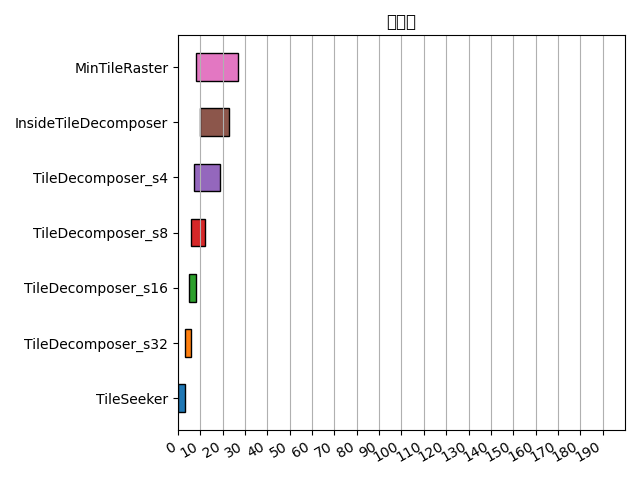 MinTileRaster
InsideTileDecomposer
TileDecomposer_s4
TileDecomposer_s8
TileDecomposer_s16
TileDecomposer_s32
TileSeeker
0
10
20
30
40
50
60
70
80
90
100
110
120
130
140
150
160
170
180
190